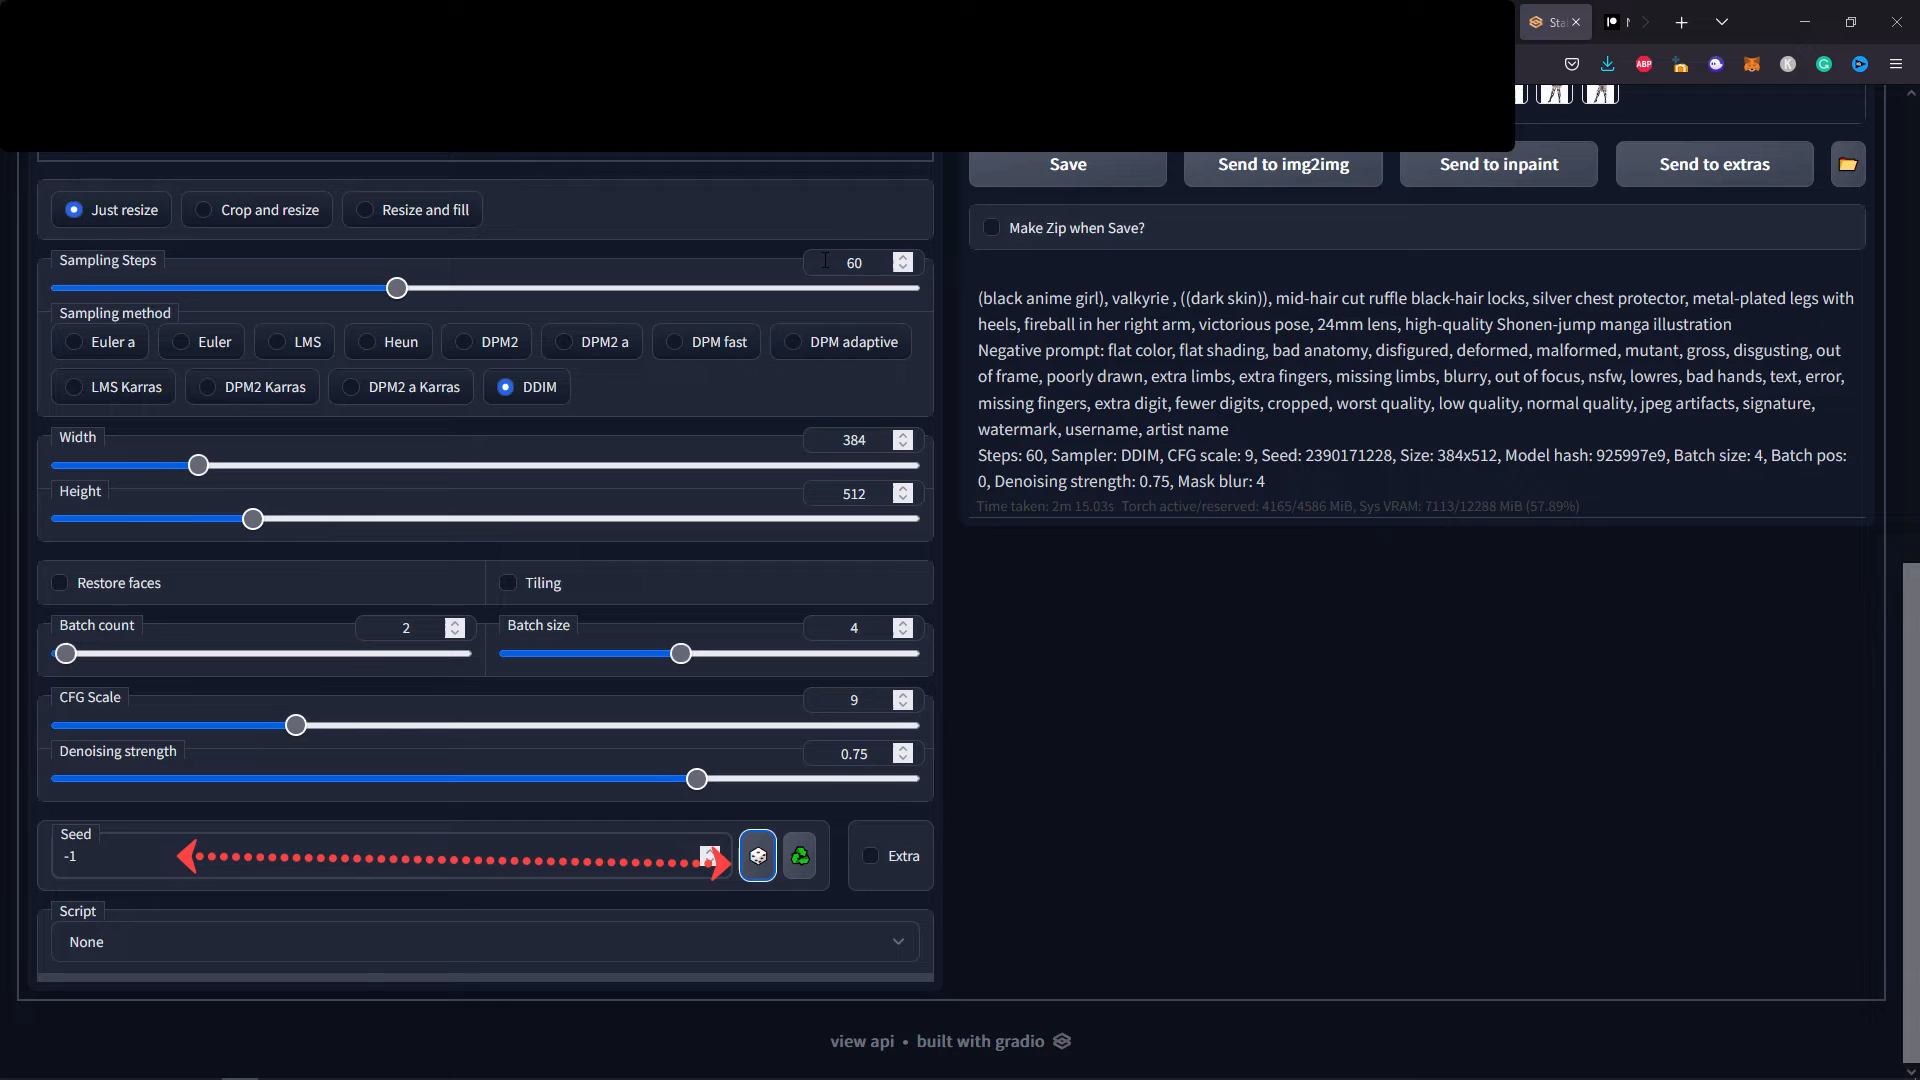 Sta
ABP
K
G
Save
Send to img2img
Send to inpaint
Send to extras
Just resize
Crop and resize
Resize and fill
Make Zip when Save?
Sampling Steps
60
Sampling method
Euler a
Euler
LMS
Heun
DPM2
DPM2 a
DPM fast
DPM adaptive
LMS Karras
DPM2 Karras
DPM2 a Karras
DDIM
Width
384
Height
512
Restore faces
Tiling
Batch count
2
Batch size
4
CFG Scale
9
Denoising strength
0.75
Seed
-1
Extra
Script
None
(black anime girl), valkyrie , ((dark skin)), mid-hair cut ruffle black-hair locks, silver chest protector, metal-plated legs with
heels, fireball in her right arm, victorious pose, 24mm lens, high-quality Shonen-jump manga illustration
Negative prompt: flat color, flat shading, bad anatomy, disfigured, deformed, malformed, mutant, gross, disgusting, out
of frame, poorly drawn, extra limbs, extra fingers, missing limbs, blurry, out of focus, nsfw, lowres, bad hands, text, error,
missing fingers, extra digit, fewer digits, cropped, worst quality, low quality, normal quality, jpeg artifacts, signature,
watermark, username, artist name
Steps: 60, Sampler: DDIM, CFG scale: 9, Seed: 2390171228, Size: 384x512, Model hash: 925997e9, Batch size: 4, Batch pos:
0, Denoising strength: 0.75, Mask blur: 4
Time taken: 2m 15.03s Torch active/reserved: 4165/4586 MiB, Sys VRAM: 7113/12288 MiB (57.89%)
view api • built with gradio